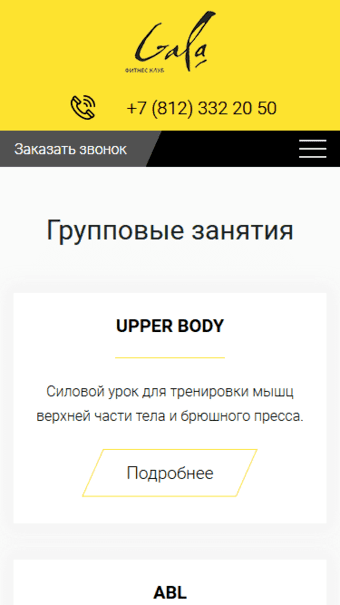 Gala
ФИТНЕС КЛУБ
+7 (812) 332 20 50
Заказать звонок
Групповые занятия
UPPER BODY
Силовой урок для тренировки мышц
верхней части тела и брюшного пресса.
Подробнее
ABL